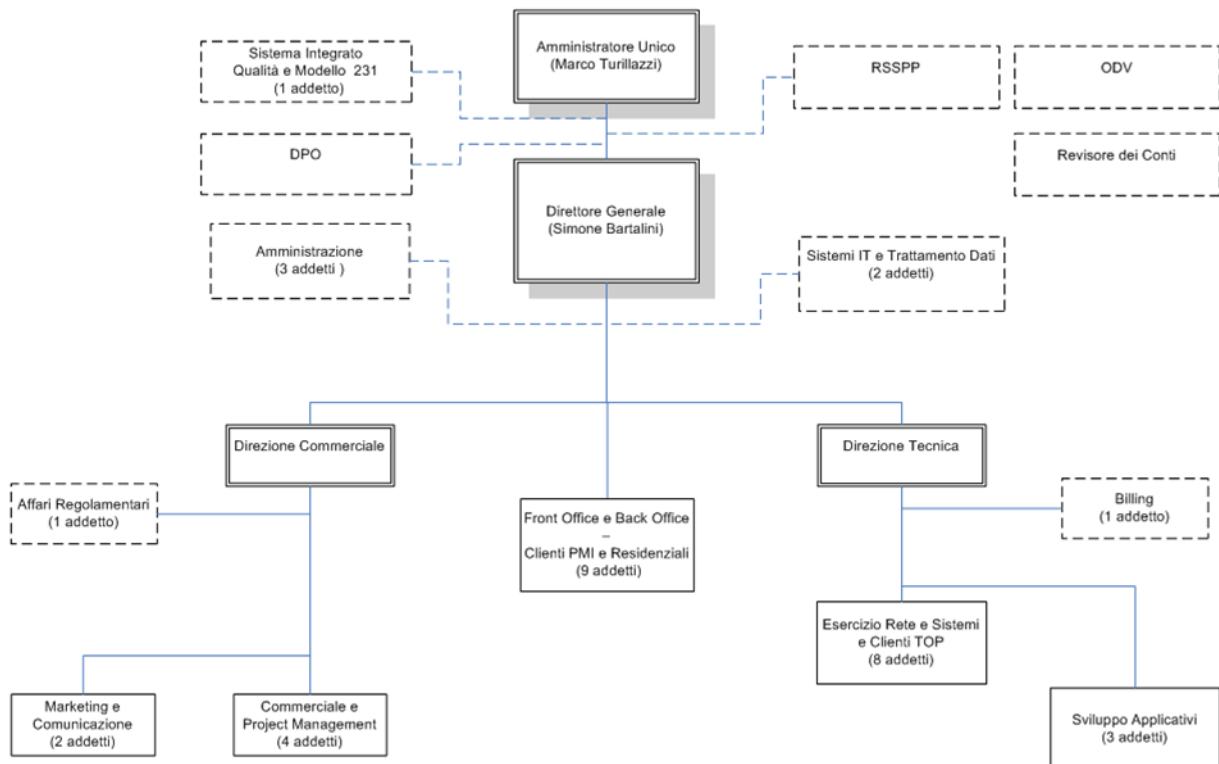 Sistema Integrato
Qualità e Modello 231
(1 addetto)
Amministratore Unico
(Marco Turillazzi)
RSSPP
ODV
DPO
Revisore dei Conti
Direttore Generale
(Simone Bartalini)
Amministrazione
(3 addetti )
Sistemi IT e Trattamento Dati
(2 addetti)
Direzione Commerciale
Direzione Tecnica
Affari Regolamentari
(1 addetto)
Front Office e Back Office
–
Clienti PMI e Residenziali
(9 addetti)
Billing
(1 addetto)
Esercizio Rete e Sistemi
e Clienti TOP
(8 addetti)
Marketing e
Comunicazione
(2 addetti)
Commerciale e
Project Management
(4 addetti)
Sviluppo Applicativi
(3 addetti)